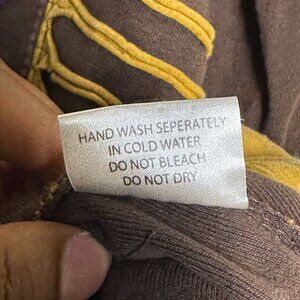 HAND WASH SEPERATELY
IN COLD WATER
DO NOT BLEACH
DO NOT DRY